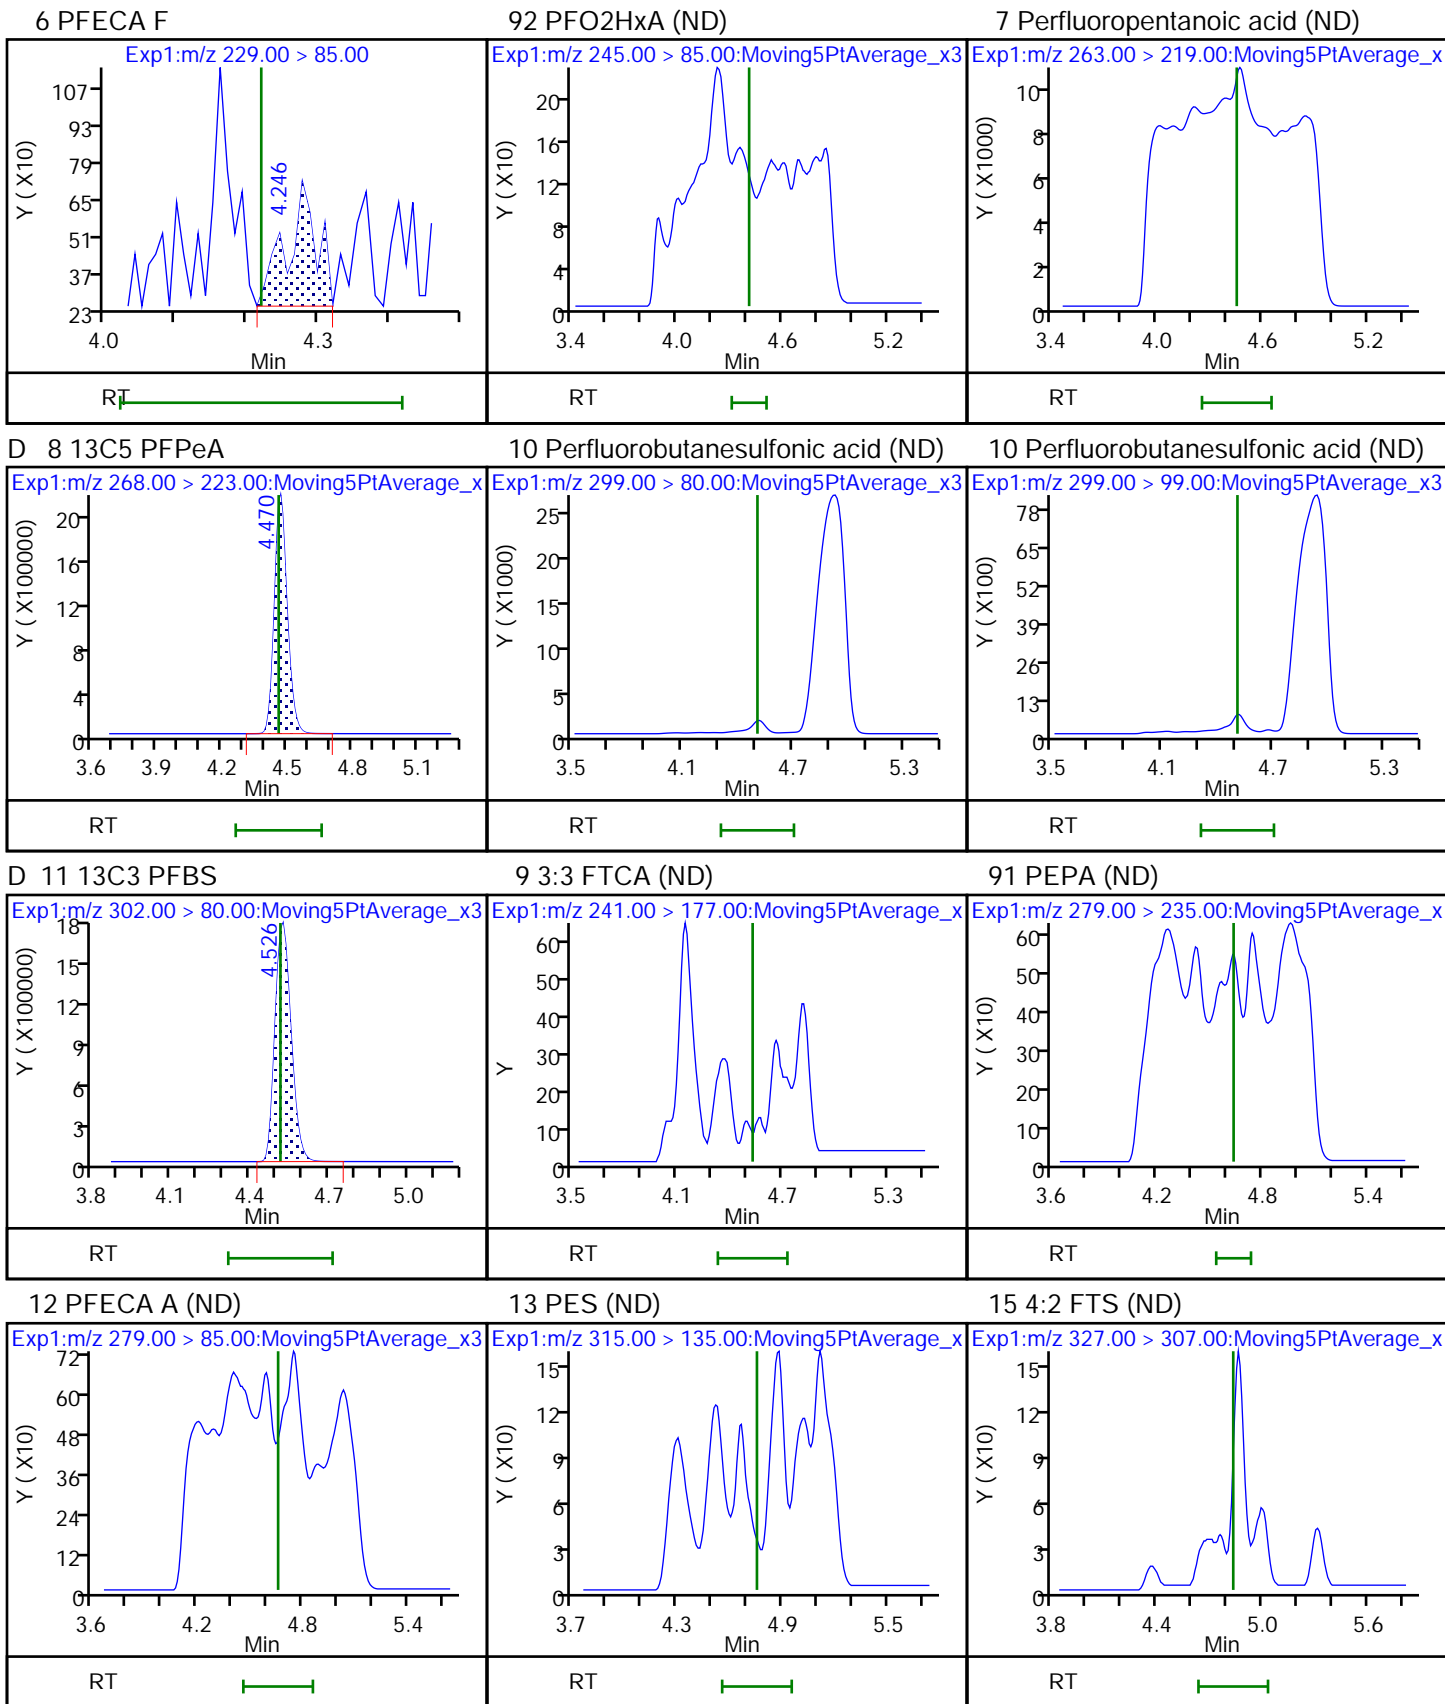 6 PFECA F
Exp1:m/z 229.00 > 85.00
107
93
79
65
51
37
23
Y ( X10)
4.246
4.0 4.3
Min
RT
92 PFO2HxA (ND)
Exp1:m/z 245.00 > 85.00:Moving5PtAverage_x3
20
16
12
8
4
0
Y ( X10)
3.4 4.0 4.6 5.2
Min
RT
7 Perfluoropentanoic acid (ND)
Exp1:m/z 263.00 > 219.00:Moving5PtAverage_x
10
8
6
4
2
0
Y ( X1000)
3.4 4.0 4.6 5.2
Min
RT
D 8 13C5 PFPeA
Exp1:m/z 268.00 > 223.00:Moving5PtAverage_x
20
16
12
8
4
0
Y ( X100000)
4.470
3.6 3.9 4.2 4.5 4.8 5.1
Min
RT
10 Perfluorobutanesulfonic acid (ND)
Exp1:m/z 299.00 > 80.00:Moving5PtAverage_x3
25
20
15
10
5
0
Y ( X1000)
3.5 4.1 4.7 5.3
Min
RT
10 Perfluorobutanesulfonic acid (ND)
Exp1:m/z 299.00 > 99.00:Moving5PtAverage_x3
78
65
52
39
26
13
0
Y ( X100)
3.5 4.1 4.7 5.3
Min
RT
D 11 13C3 PFBS
Exp1:m/z 302.00 > 80.00:Moving5PtAverage_x3
18
15
12
9
6
3
0
Y ( X100000)
4.526
3.8 4.1 4.4 4.7 5.0
Min
RT
9 3:3 FTCA (ND)
Exp1:m/z 241.00 > 177.00:Moving5PtAverage_x
60
50
40
30
20
10
0
Y
3.5 4.1 4.7 5.3
Min
RT
91 PEPA (ND)
Exp1:m/z 279.00 > 235.00:Moving5PtAverage_x
60
50
40
30
20
10
0
Y ( X10)
3.6 4.2 4.8 5.4
Min
RT
12 PFECA A (ND)
Exp1:m/z 279.00 > 85.00:Moving5PtAverage_x3
72
60
48
36
24
12
0
Y ( X10)
3.6 4.2 4.8 5.4
Min
RT
13 PES (ND)
Exp1:m/z 315.00 > 135.00:Moving5PtAverage_x
15
12
9
6
3
0
Y ( X10)
3.7 4.3 4.9 5.5
Min
RT
15 4:2 FTS (ND)
Exp1:m/z 327.00 > 307.00:Moving5PtAverage_x
15
12
9
6
3
0
Y ( X10)
3.8 4.4 5.0 5.6
Min
RT